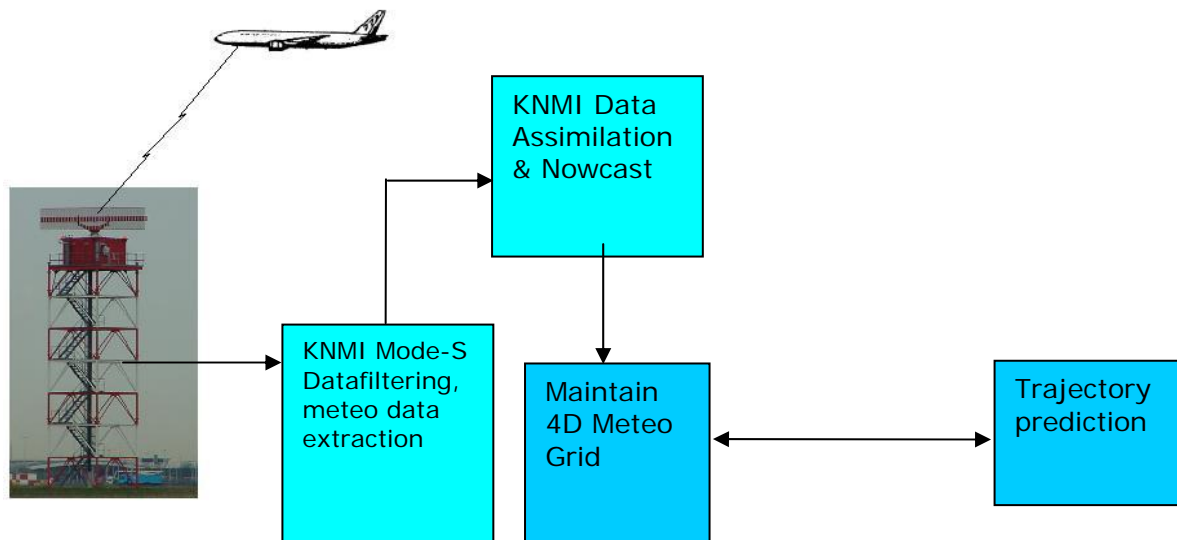 KNMI Data
Assimilation
& Nowcast
KNMI Mode-S
Datafiltering,
meteo data
extraction
Maintain
4D Meteo
Grid
Trajectory
prediction